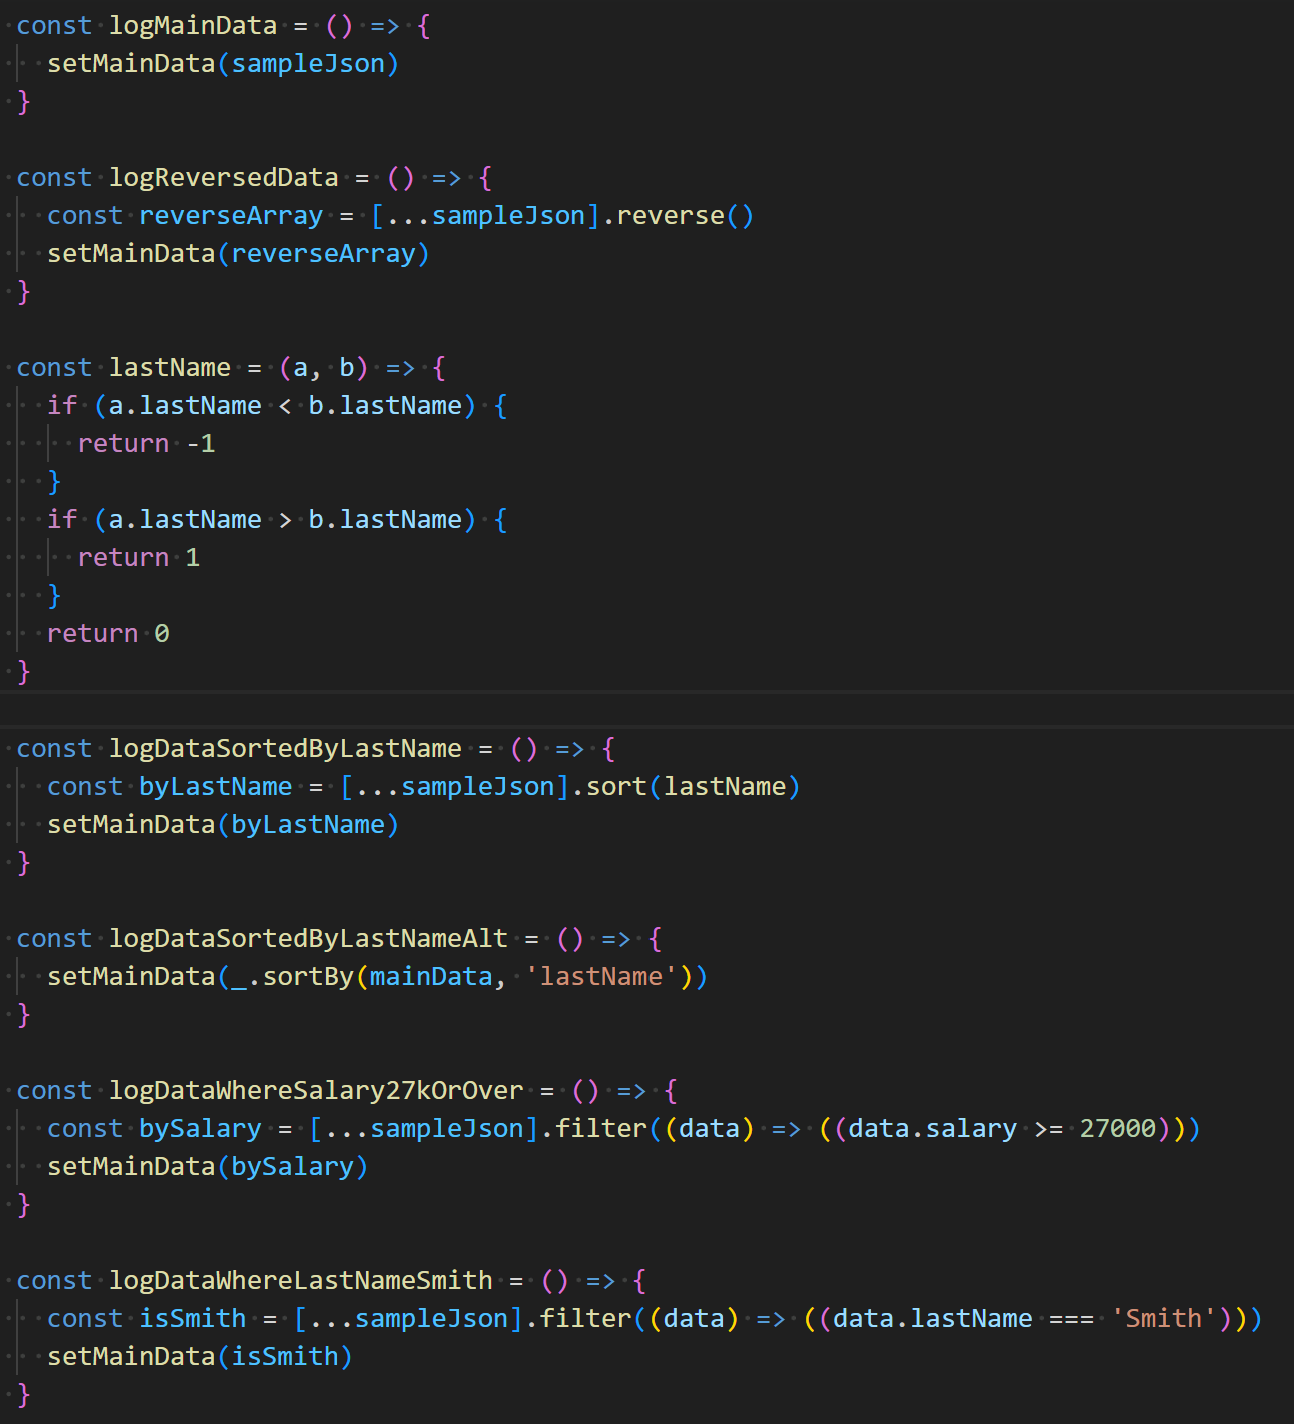 const logMainData = () => {
  setMainData(sampleJson)
}

const logReversedData = () => {
  const reverseArray = [...sampleJson].reverse()
  setMainData(reverseArray)
}

const lastName = (a, b) => {
  if (a.lastName < b.lastName) {
    return -1
  }
  if (a.lastName > b.lastName) {
    return 1
  }
  return 0
}

const logDataSortedByLastName = () => {
  const byLastName = [...sampleJson].sort(lastName)
  setMainData(byLastName)
}

const logDataSortedByLastNameAlt = () => {
  setMainData(_.sortBy(mainData, 'lastName'))
}

const logDataWhereSalary27kOrOver = () => {
  const bySalary = [...sampleJson].filter((data) => ((data.salary >= 27000)))
  setMainData(bySalary)
}

const logDataWhereLastNameSmith = () => {
  const isSmith = [...sampleJson].filter((data) => ((data.lastName === 'Smith')))
  setMainData(isSmith)
}